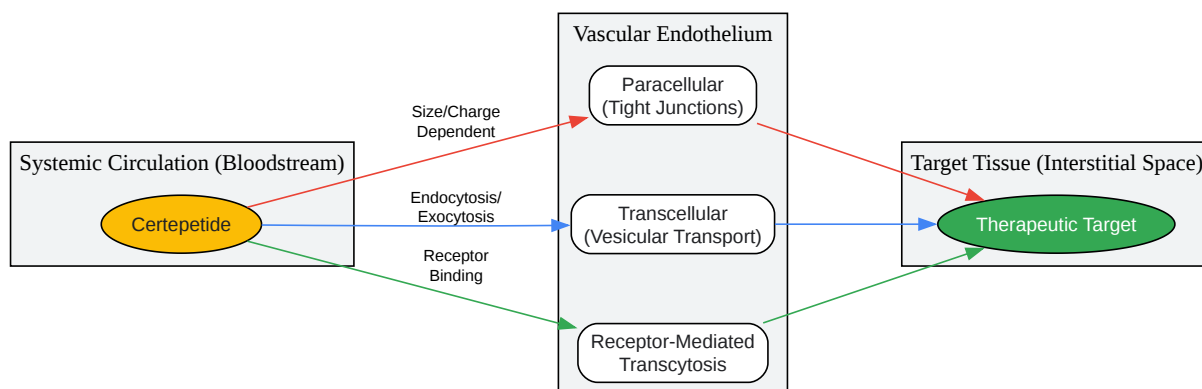 Systemic Circulation (Bloodstream)
Certepetide
Size/Charge
Dependent
Endocytosis/
Exocytosis
Receptor
Binding
Vascular Endothelium
Paracellular
(Tight Junctions)
Transcellular
(Vesicular Transport)
Receptor-Mediated
Transcytosis
Target Tissue (Interstitial Space)
Therapeutic Target